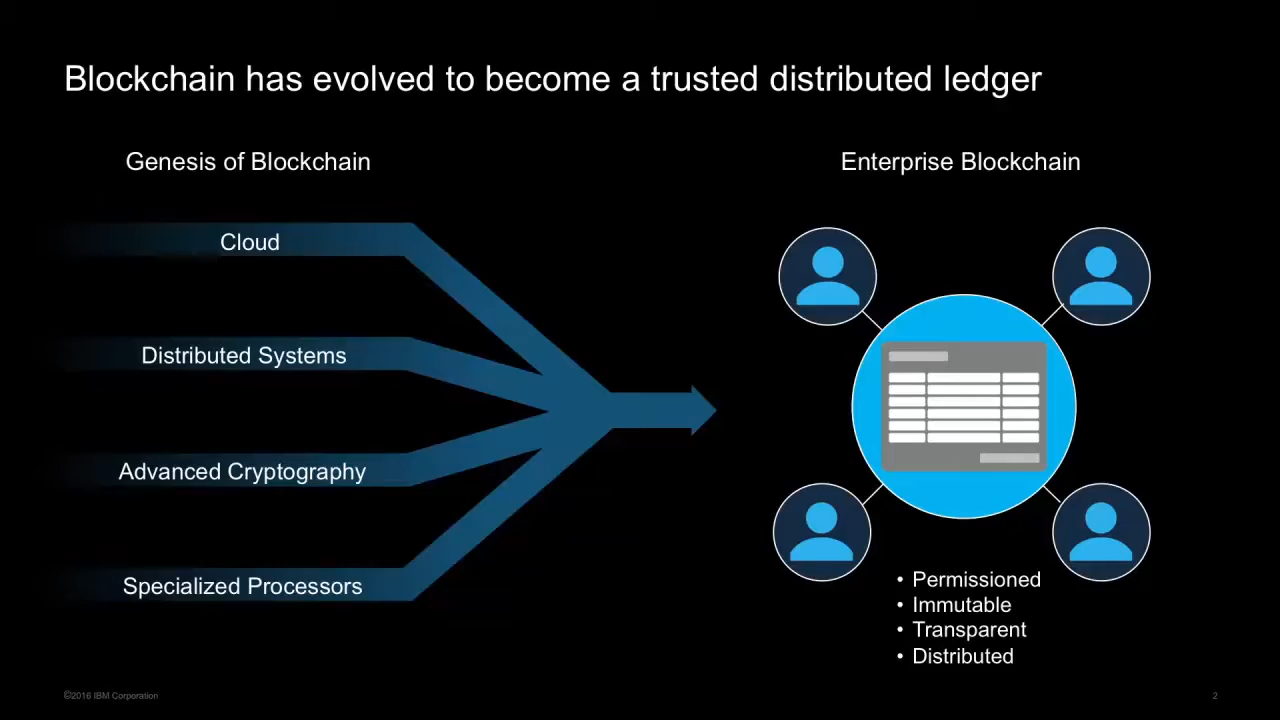 Blockchain has evolved to become a trusted distributed ledger
Genesis of Blockchain
Cloud
Distributed Systems
Advanced Cryptography
Specialized Processors
Enterprise Blockchain
• Permissioned
• Immutable
• Transparent
• Distributed
©2016 IBM Corporation
2